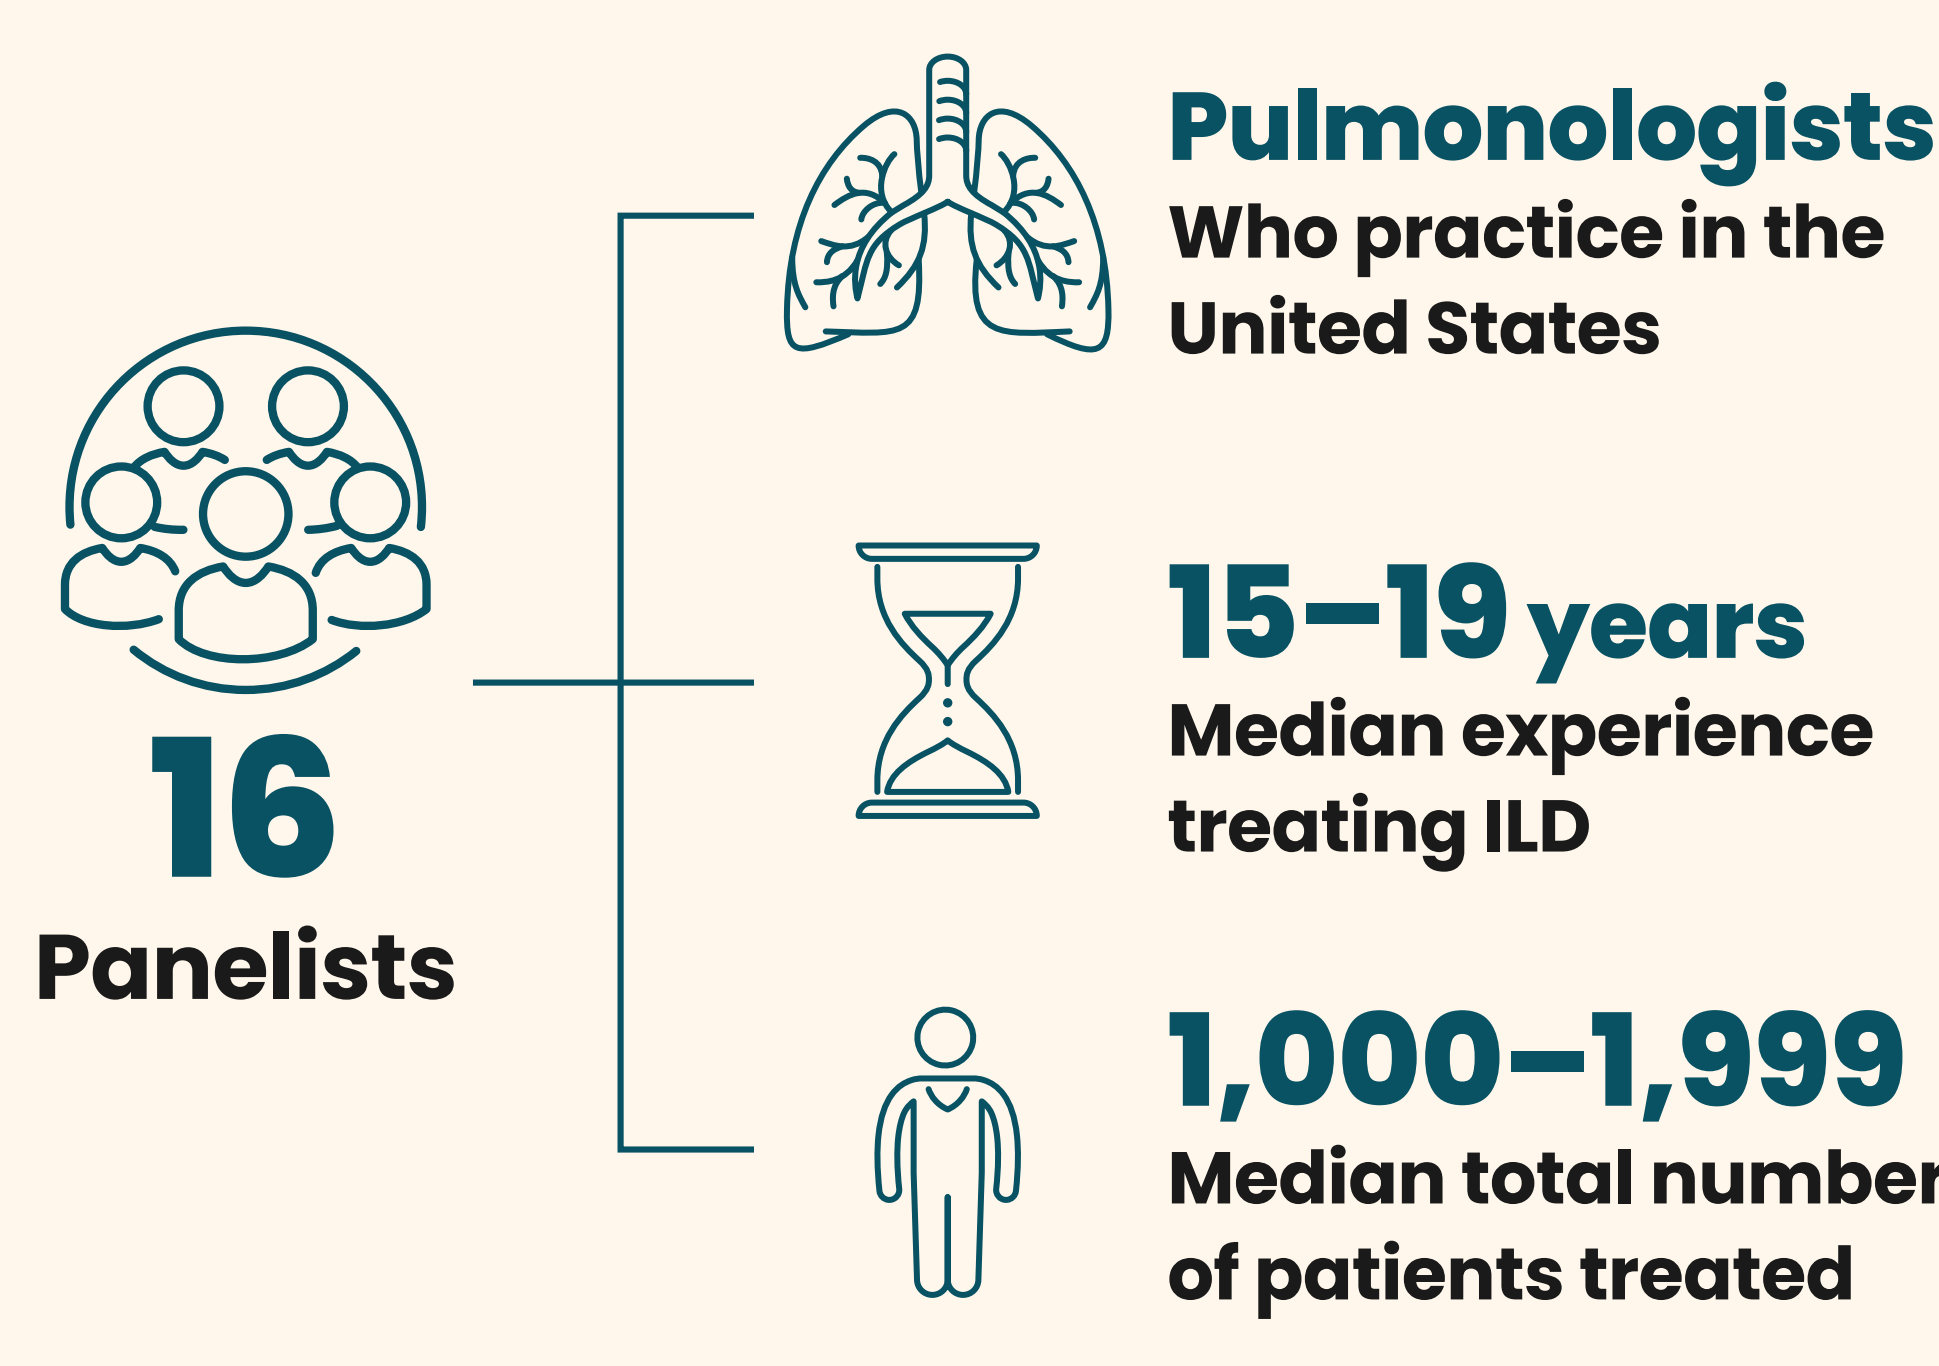 16
Panelists
Pulmonologists
Who practice in the
United States
15–19 years
Median experience
treating ILD
1,000–1,999
Median total number
of patients treated